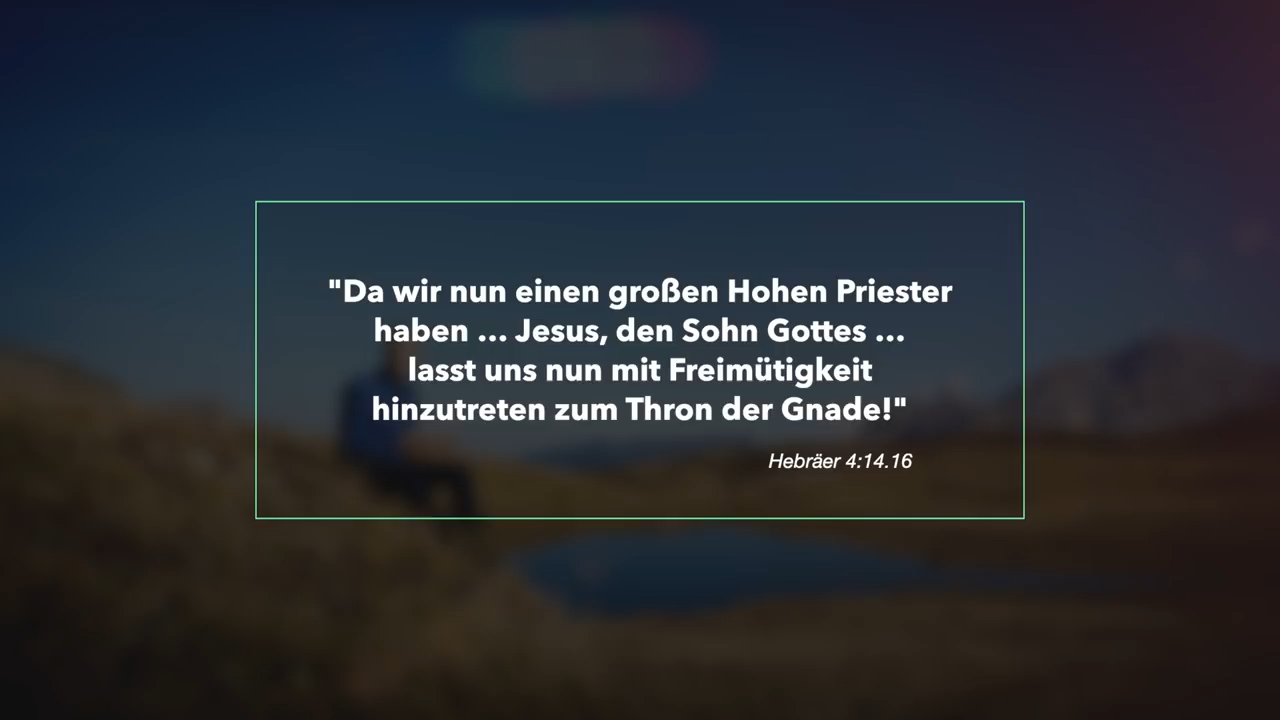 "Da wir nun einen großen Hohen Priester
haben ... Jesus, den Sohn Gottes ...
lasst uns nun mit Freimütigkeit
hinzutreten zum Thron der Gnade!"
Hebräer 4:14.16